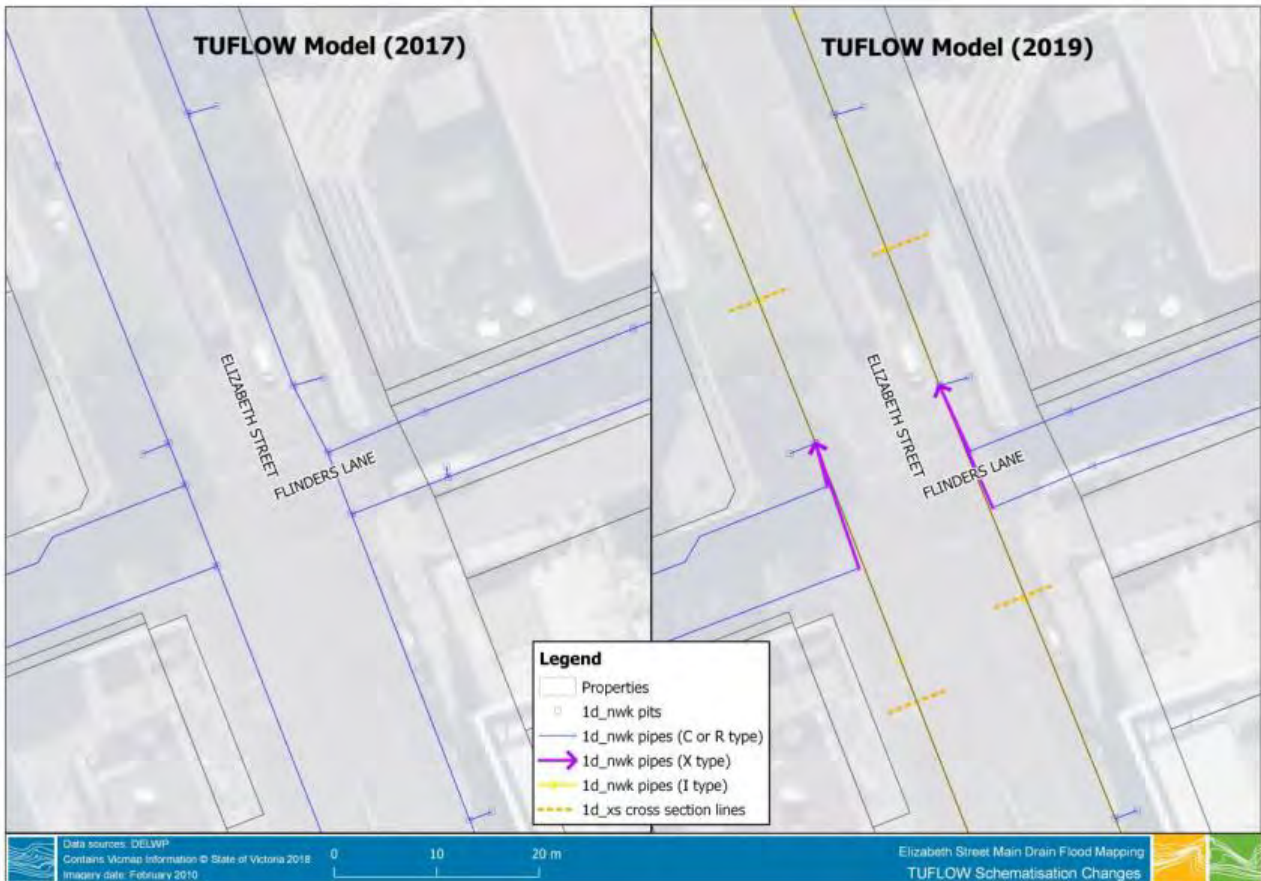 TUFLOW Model (2017)
TUFLOW Model (2019)
ELIZABETH STREET
FLINDERS LANE
ELIZABETH STREET
FLINDERS LANE
Legend
Properties
1d_nwk pits
1d_nwk pipes (C or R type)
1d_nwk pipes (X type)
1d_nwk pipes (I type)
1d_xs cross section lines
Data sources: DELWP
Contains Vicmap Information © State of Victoria 2018
Imagery date: February 2010
0 10 20 m
Elizabeth Street Main Drain Flood Mapping
TUFLOW Schematisation Changes